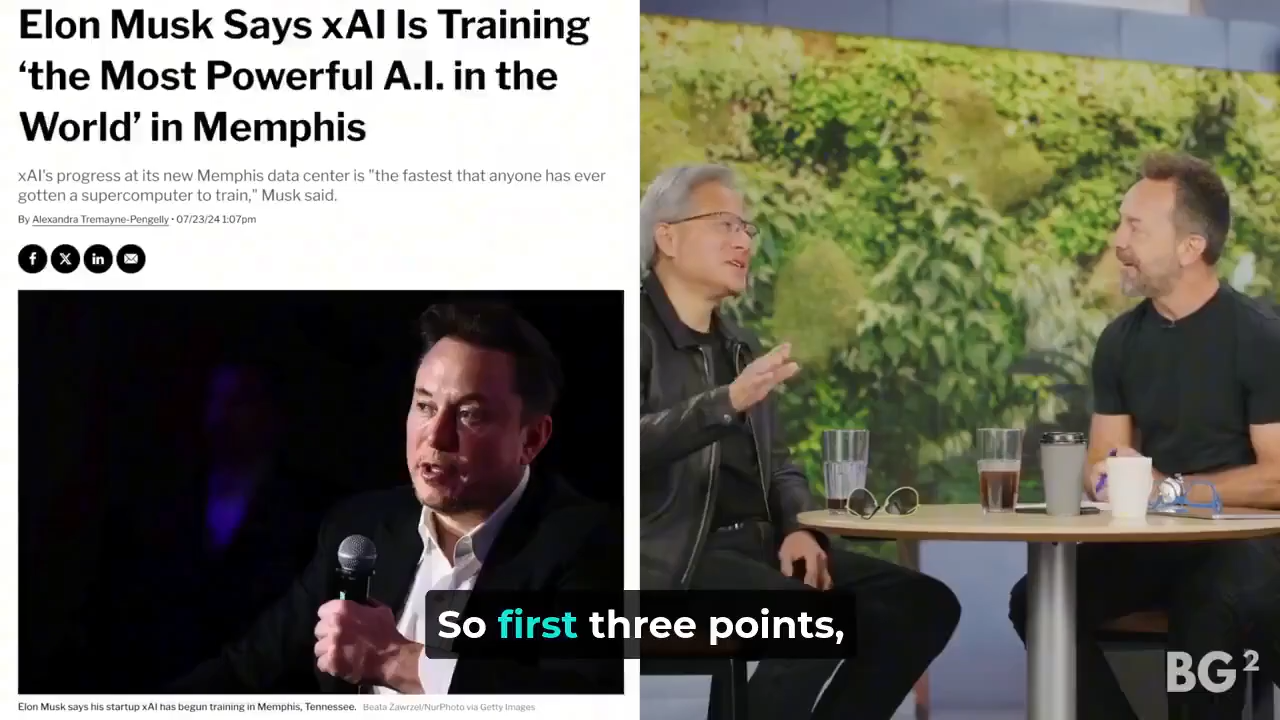 Elon Musk Says xAI Is Training
‘the Most Powerful A.I. in the
World’ in Memphis
xAI's progress at its new Memphis data center is "the fastest that anyone has ever
gotten a supercomputer to train," Musk said.
By Alexandra Tremayne-Pengelly • 07/23/24 1:07pm
Elon Musk says his startup xAI has begun training in Memphis, Tennessee. Beata Zawrzel/NurPhoto via Getty Images
So first three points,
BG²